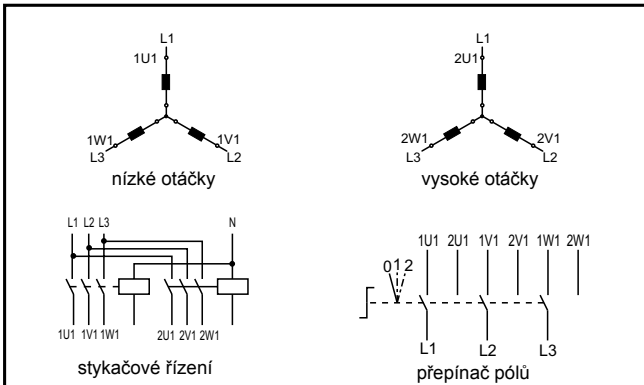 L1
1U1
1W1
1V1
L3
L2
nízké otáčky
L1
2U1
2W1
2V1
L3
L2
vysoké otáčky
L1 L2 L3 N
1U1 1V1 1W1 2U1 2V1 2W1
stykačové řízení
1U1 2U1 1V1 2V1 1W1 2W1
0 1 2
L1 L2 L3
přepínač pólů